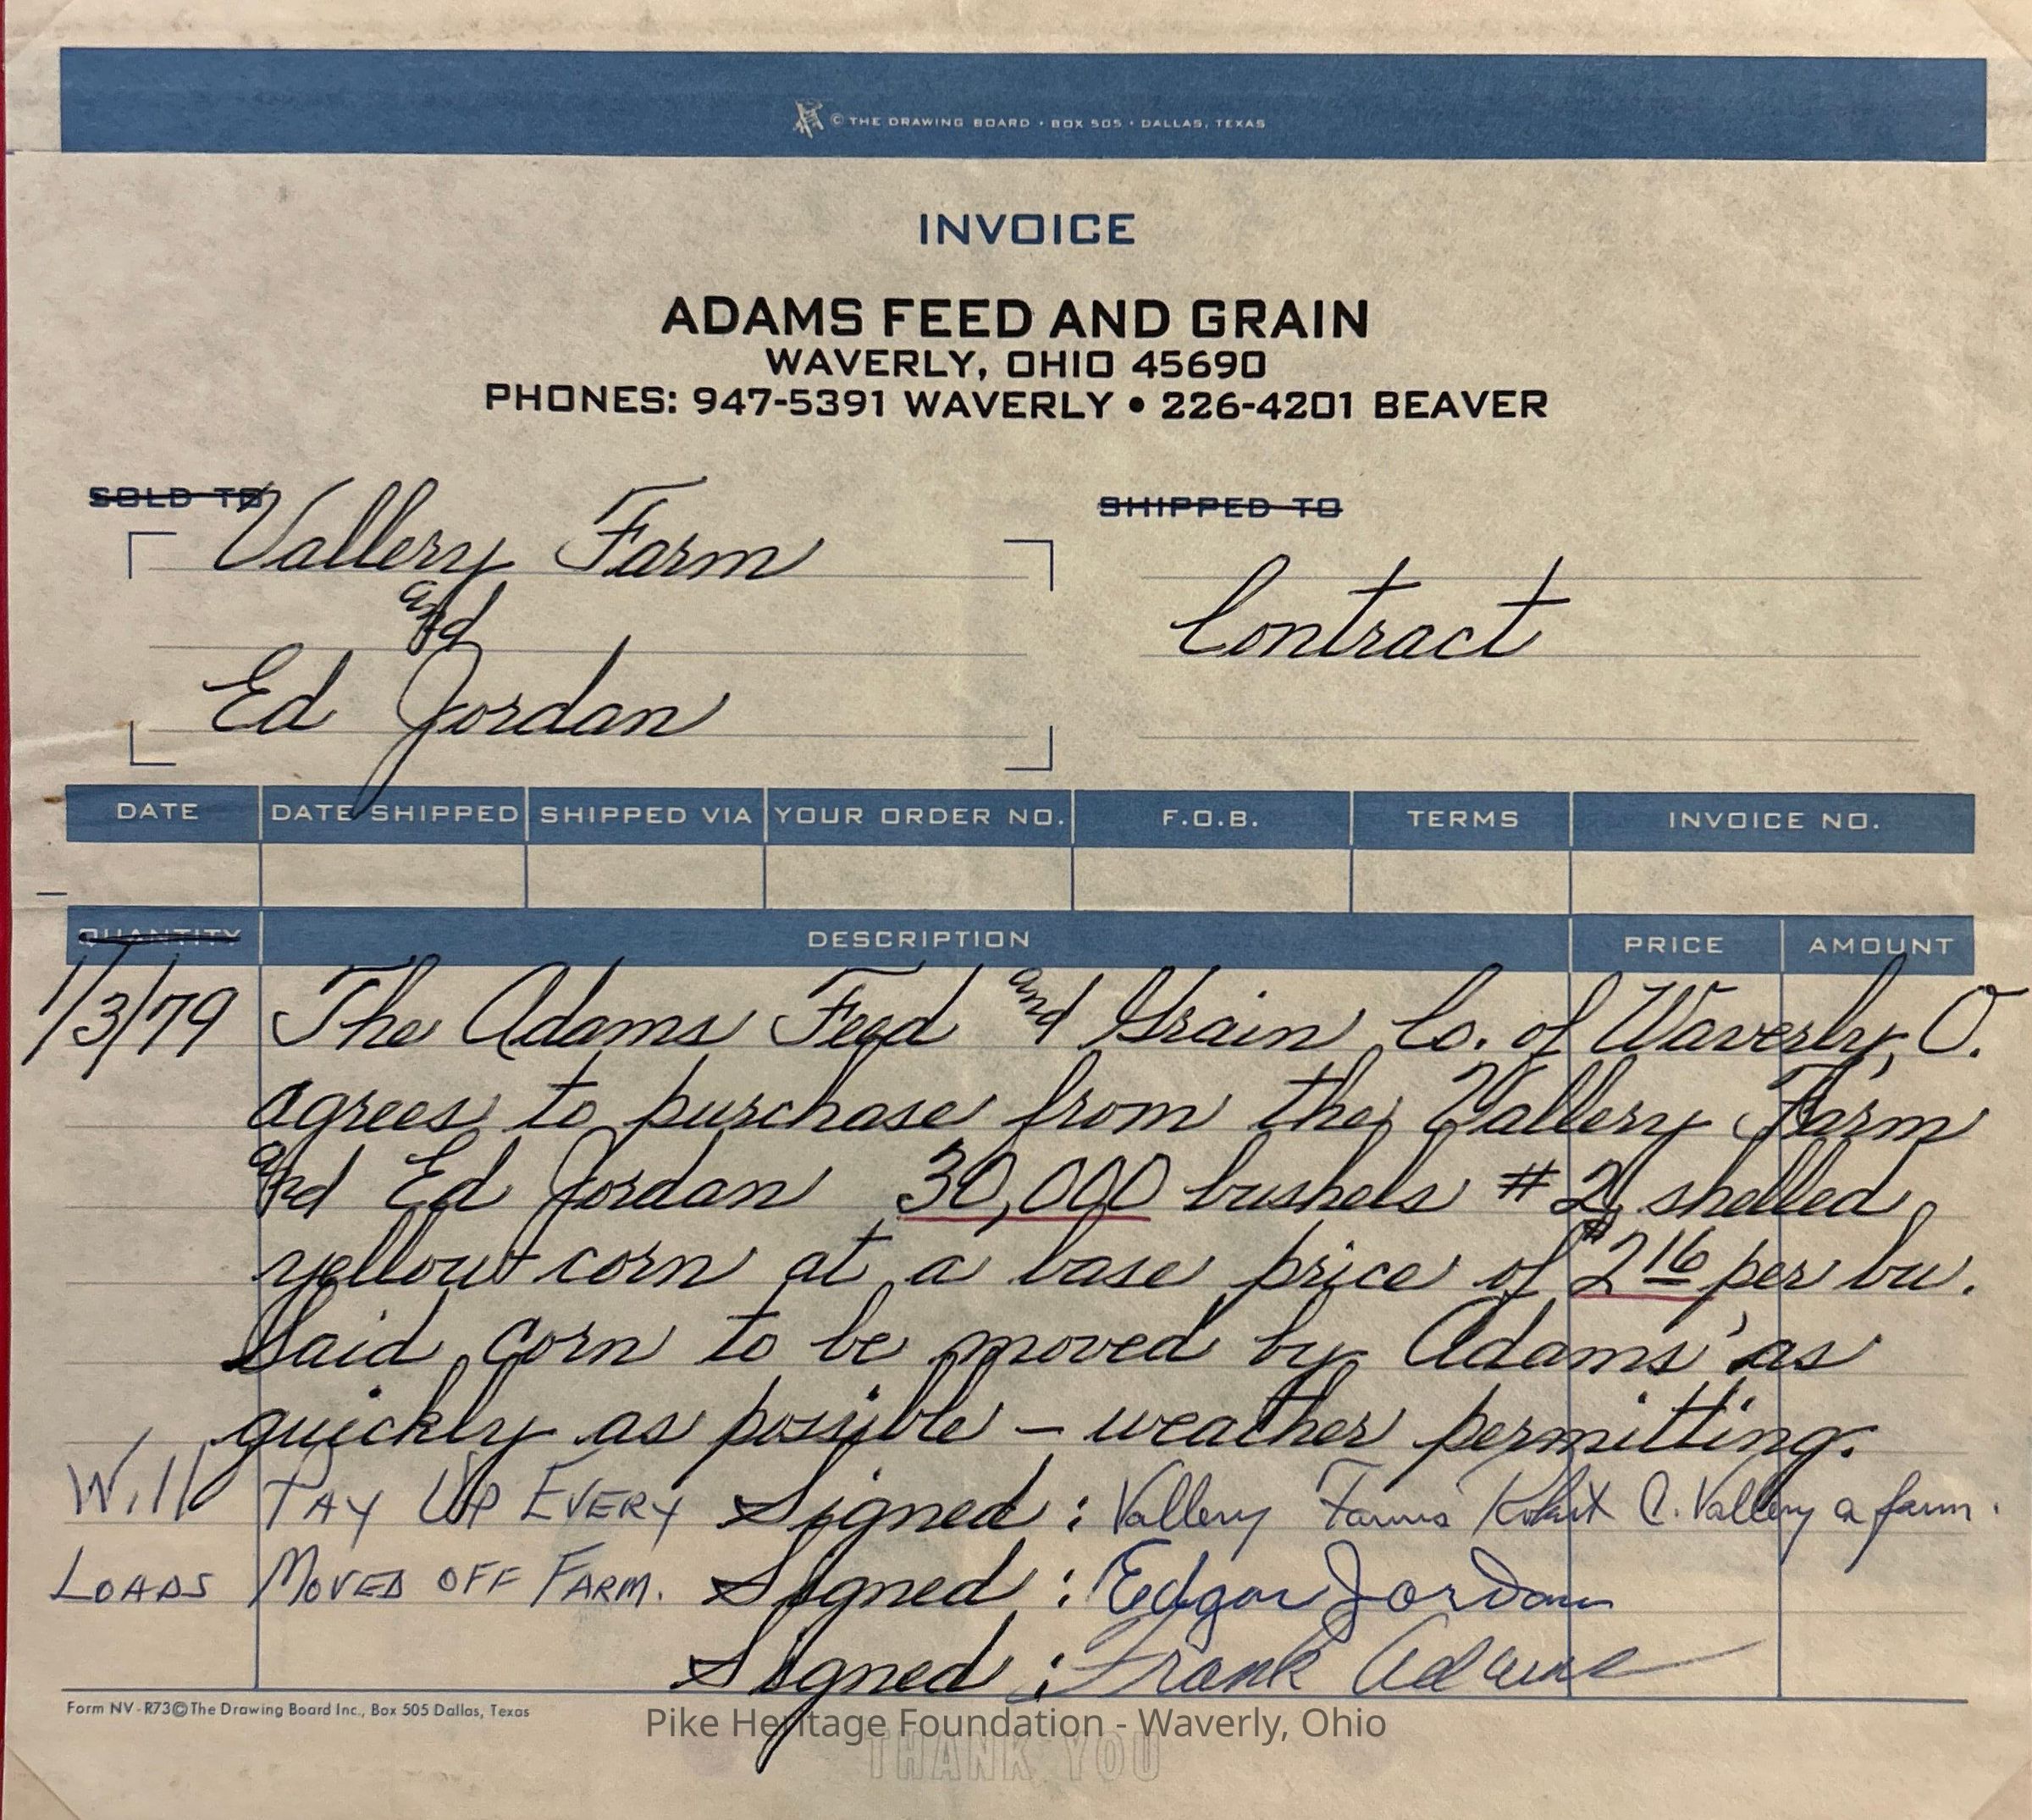 © THE DRAWING BOARD • BOX 505 • DALLAS, TEXAS
INVOICE
ADAMS FEED AND GRAIN
WAVERLY, OHIO 45690
PHONES: 947-5391 WAVERLY • 226-4201 BEAVER
SOLD TO
Vallery Farm
and
Ed Jordan
SHIPPED TO
Contract
DATE DATE SHIPPED SHIPPED VIA YOUR ORDER NO. F.O.B. TERMS INVOICE NO.
QUANTITY DESCRIPTION PRICE AMOUNT
1/3/79 The Adams Feed and Grain Co. of Waverly, O.
agrees to purchase from the Vallery Farm
and Ed Jordan 30,000 bushels #2 shelled
yellow corn at a base price of $2 16 per bu.
Said corn to be moved by Adams' as
quickly as possible – weather permitting.
Will PAY UP EVERY Signed: Vallery Farms Robert C. Vallery a farm.
LOADS MOVED OFF FARM. Signed: Edgar Jordan
Signed: Frank Adams
Form NV-R73 © The Drawing Board Inc., Box 505 Dallas, Texas
Pike Heritage Foundation - Waverly, Ohio
THANK YOU